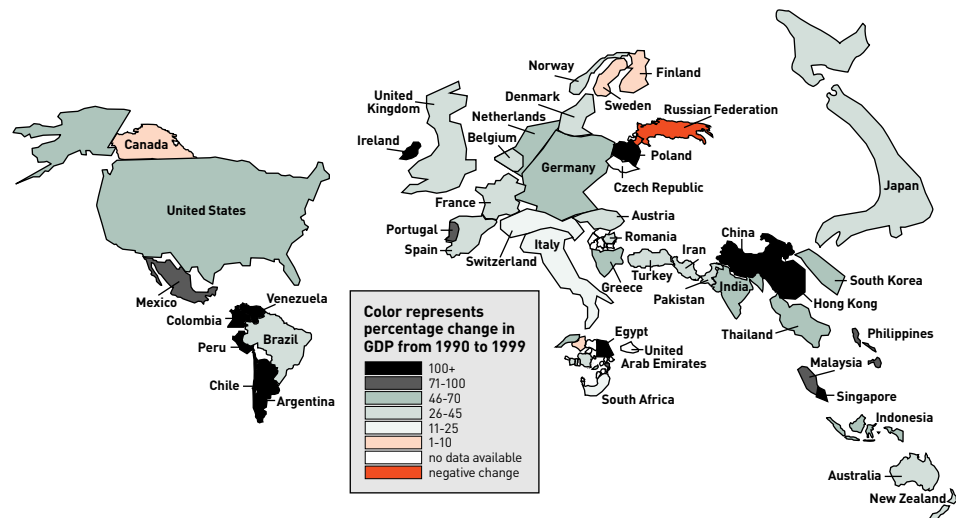 Norway
Finland
United
Kingdom
Denmark
Sweden
Netherlands
Russian Federation
Canada
Ireland
Belgium
Poland
Germany
Czech Republic
Japan
United States
France
Austria
Portugal
Spain
Switzerland
Italy
Romania
China
Iran
Turkey
Greece
Pakistan
India
South Korea
Hong Kong
Mexico
Venezuela
Colombia
Peru
Brazil
Chile
Argentina
Egypt
United
Arab Emirates
South Africa
Thailand
Philippines
Malaysia
Singapore
Indonesia
Australia
New Zealand
Color represents
percentage change in
GDP from 1990 to 1999
100+
71-100
46-70
26-45
11-25
1-10
no data available
negative change